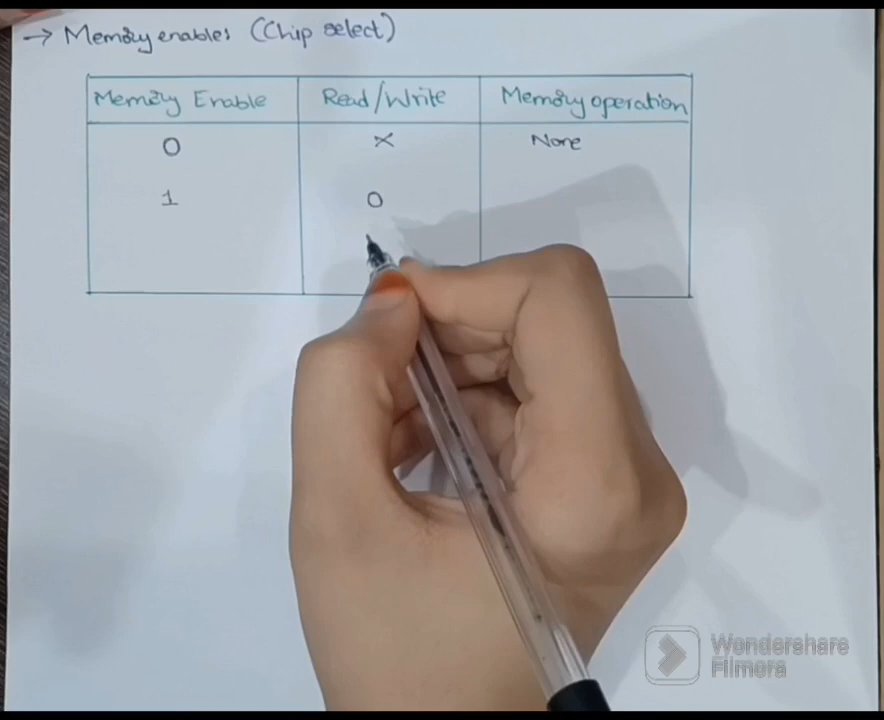 → Memory enables (Chip select)
Memory Enable Read/Write Memory operation
0 × None
1 0
Wondershare
Filmora